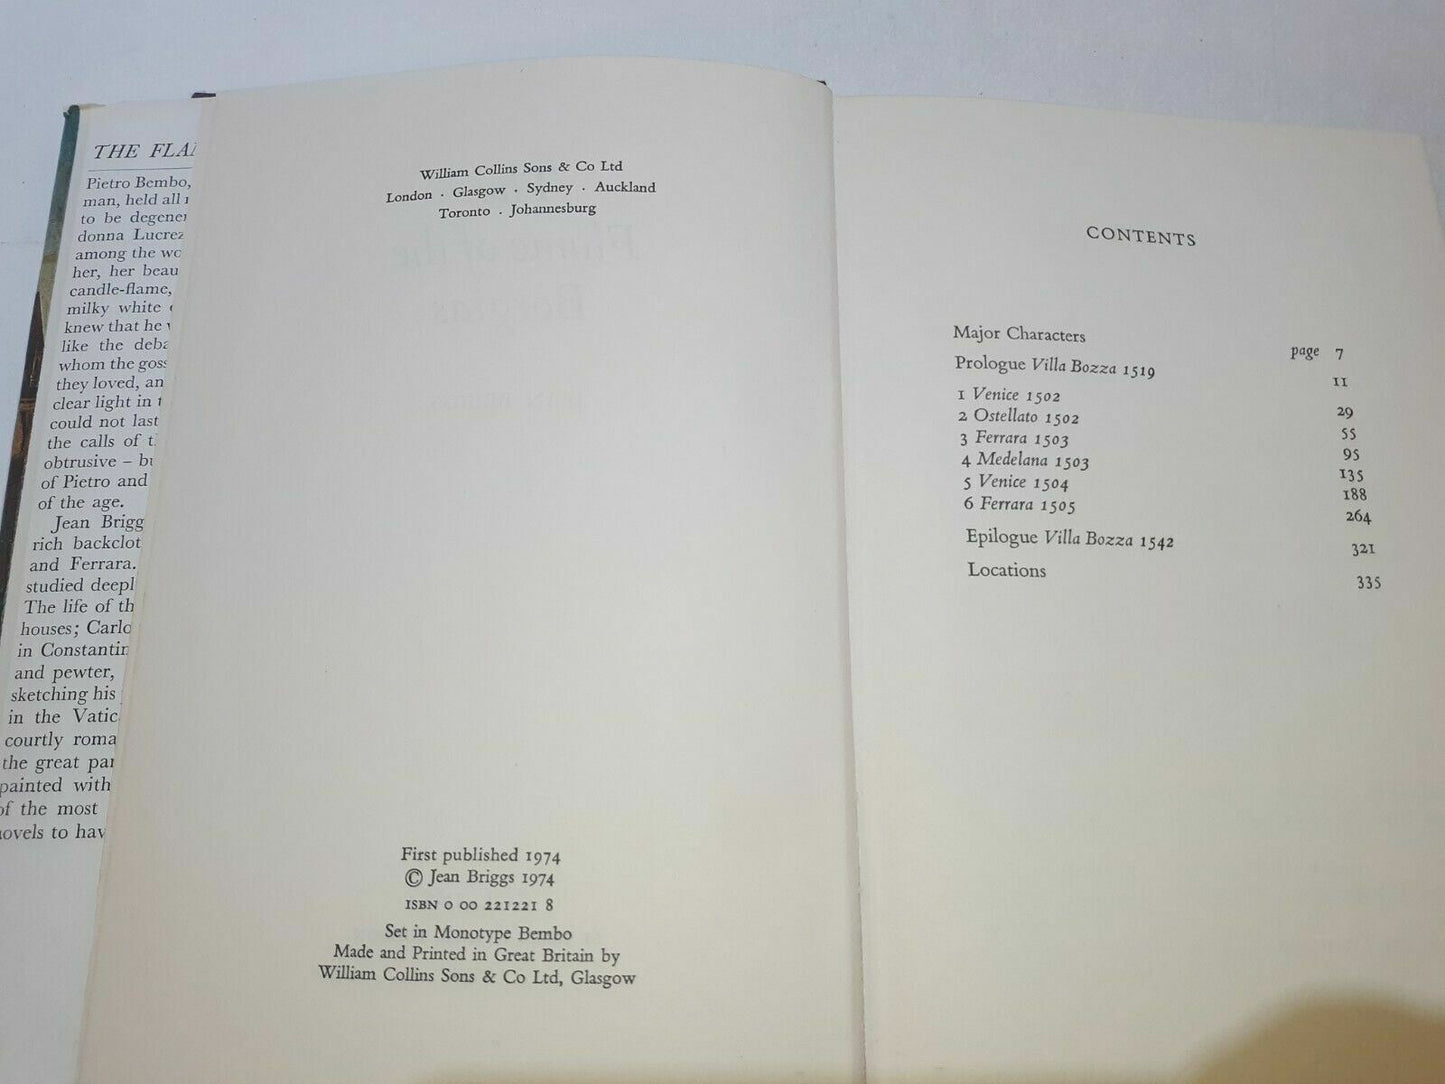 THE FLA
Pietro Bembo,
man, held all
to be degene
donna Lucrez
among the wo
her, her beau
candle-flame,
milky white
knew that he
like the deba
whom the goss
they loved, an
clear light in
could not last
the calls of t
obtrusive – bu
of Pietro and
of the age.
Jean Brigg
rich backclot
and Ferrara.
studied deepl
The life of th
houses; Carlo
in Constantin
and pewter,
sketching his
in the Vatic
courtly roma
the great par
painted with
of the most
novels to hav
William Collins Sons & Co Ltd
London · Glasgow · Sydney · Auckland
Toronto · Johannesburg
First published 1974
© Jean Briggs 1974
ISBN 0 00 221221 8
Set in Monotype Bembo
Made and Printed in Great Britain by
William Collins Sons & Co Ltd, Glasgow
CONTENTS
Major Characters page 7
Prologue Villa Bozza 1519 11
1 Venice 1502 29
2 Ostellato 1502 55
3 Ferrara 1503 95
4 Medelana 1503 135
5 Venice 1504 188
6 Ferrara 1505 264
Epilogue Villa Bozza 1542 321
Locations 335